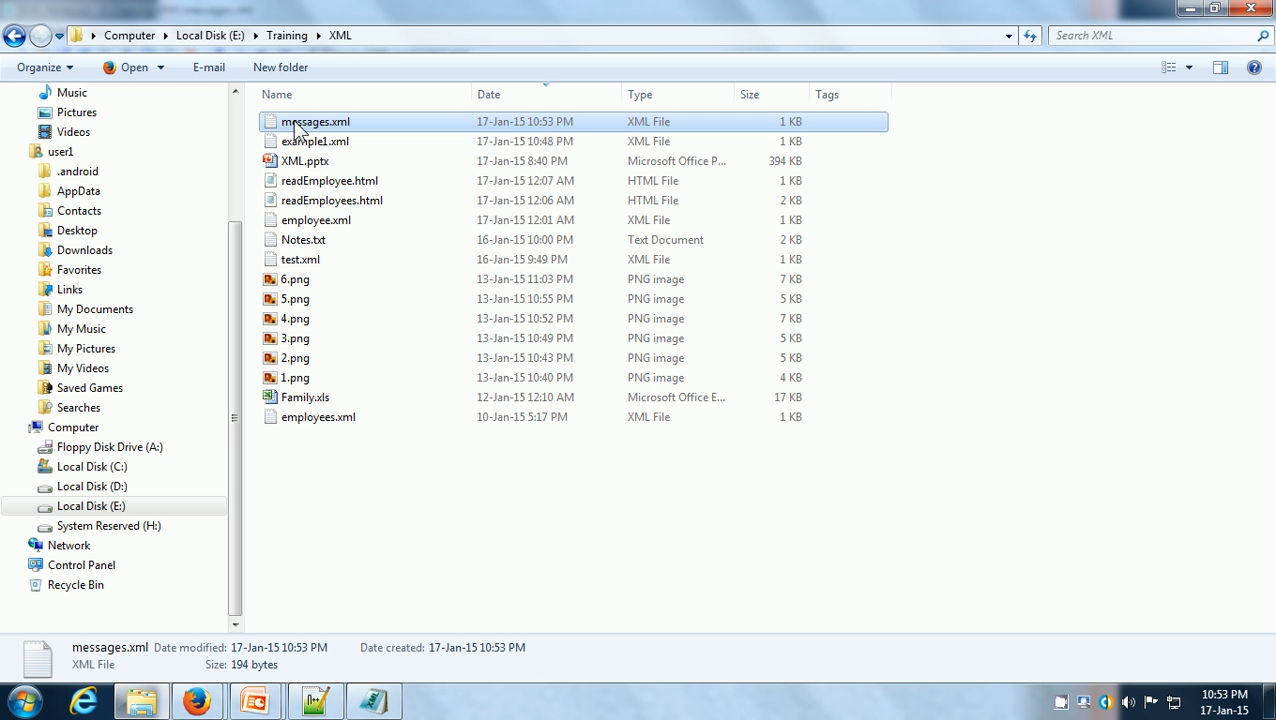 Computer Local Disk (E:) Training XML Search XML
Organize Open E-mail New folder
Name Date Type Size Tags
messages.xml 17-Jan-15 10:53 PM XML File 1 KB
example1.xml 17-Jan-15 10:48 PM XML File 1 KB
XML.pptx 17-Jan-15 8:40 PM Microsoft Office P... 394 KB
readEmployee.html 17-Jan-15 12:07 AM HTML File 1 KB
readEmployees.html 17-Jan-15 12:06 AM HTML File 2 KB
employee.xml 17-Jan-15 12:01 AM XML File 1 KB
Notes.txt 16-Jan-15 10:00 PM Text Document 2 KB
test.xml 16-Jan-15 9:49 PM XML File 1 KB
6.png 13-Jan-15 11:03 PM PNG image 7 KB
5.png 13-Jan-15 10:55 PM PNG image 5 KB
4.png 13-Jan-15 10:52 PM PNG image 7 KB
3.png 13-Jan-15 10:49 PM PNG image 5 KB
2.png 13-Jan-15 10:43 PM PNG image 5 KB
1.png 13-Jan-15 10:40 PM PNG image 4 KB
Family.xls 12-Jan-15 12:10 AM Microsoft Office E... 17 KB
employees.xml 10-Jan-15 5:17 PM XML File 1 KB
Music
Pictures
Videos
user1
.android
AppData
Contacts
Desktop
Downloads
Favorites
Links
My Documents
My Music
My Pictures
My Videos
Saved Games
Searches
Computer
Floppy Disk Drive (A:)
Local Disk (C:)
Local Disk (D:)
Local Disk (E:)
System Reserved (H:)
Network
Control Panel
Recycle Bin
messages.xml Date modified: 17-Jan-15 10:53 PM Date created: 17-Jan-15 10:53 PM
XML File Size: 194 bytes
10:53 PM
17-Jan-15